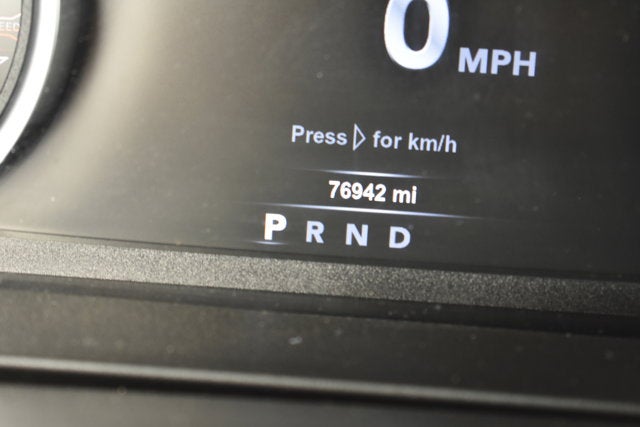 0 MPH
Press ▷ for km/h
76942 mi
P R N D